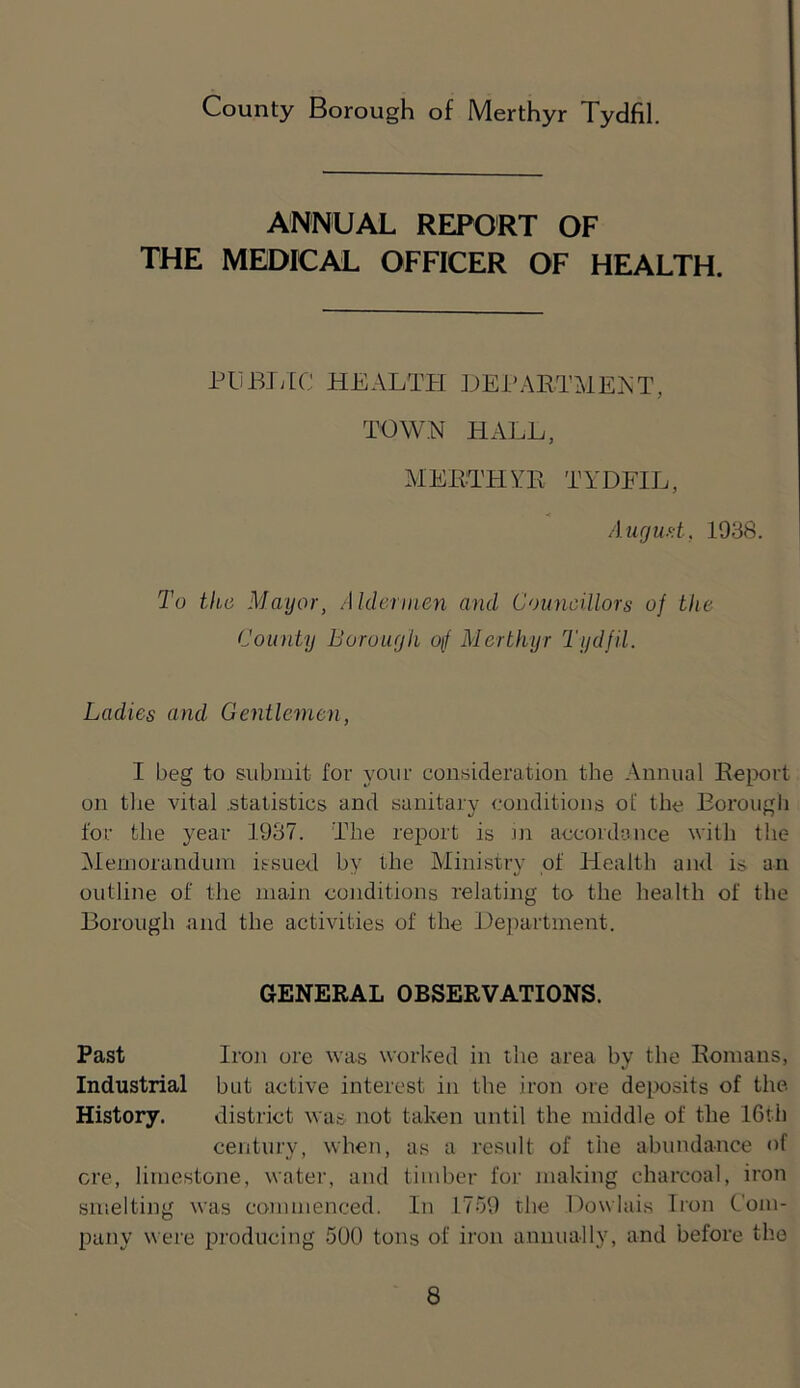 County Borough of Merthyr Tydfil.
ANNUAL REPORT OF
THE MEDICAL OFFICER OF HEALTH.
PUBLIC HEALTH DEPARTMENT,
TOWN HALL,
MERTHYR TYDFIL,
August, 1938.
To the Mayor, Aldermen and Councillors of the
County Borough of Merthyr Tydfil.
Ladies and Gentlemen,
I beg to submit for your consideration the Annual Report
on the vital statistics and sanitary conditions of the Borough
for the year 1937. The report is in accordance with the
Memorandum issued by the Ministry of Health and is an
outline of the main conditions relating to the health of the
Borough and the activities of the Department.
GENERAL OBSERVATIONS.
Past Iron ore was worked in the area by the Romans,
Industrial but active interest in the iron ore deposits of the
History. district was not taken until the middle of the 16th
century, when, as a result of the abundance of
ore, limestone, water, and timber for making charcoal, iron
smelting was commenced. In 1759 the Dowlais Iron Com-
pany were producing 500 tons of iron annually, and before the
8